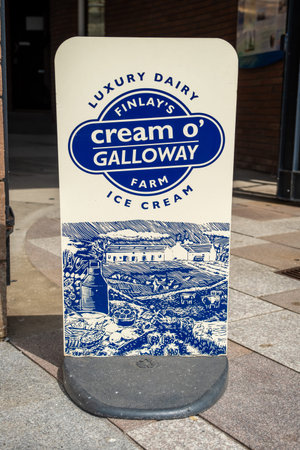 LUXURY DAIRY
FINLAY'S
cream o'
GALLOWAY
FARM
ICE CREAM